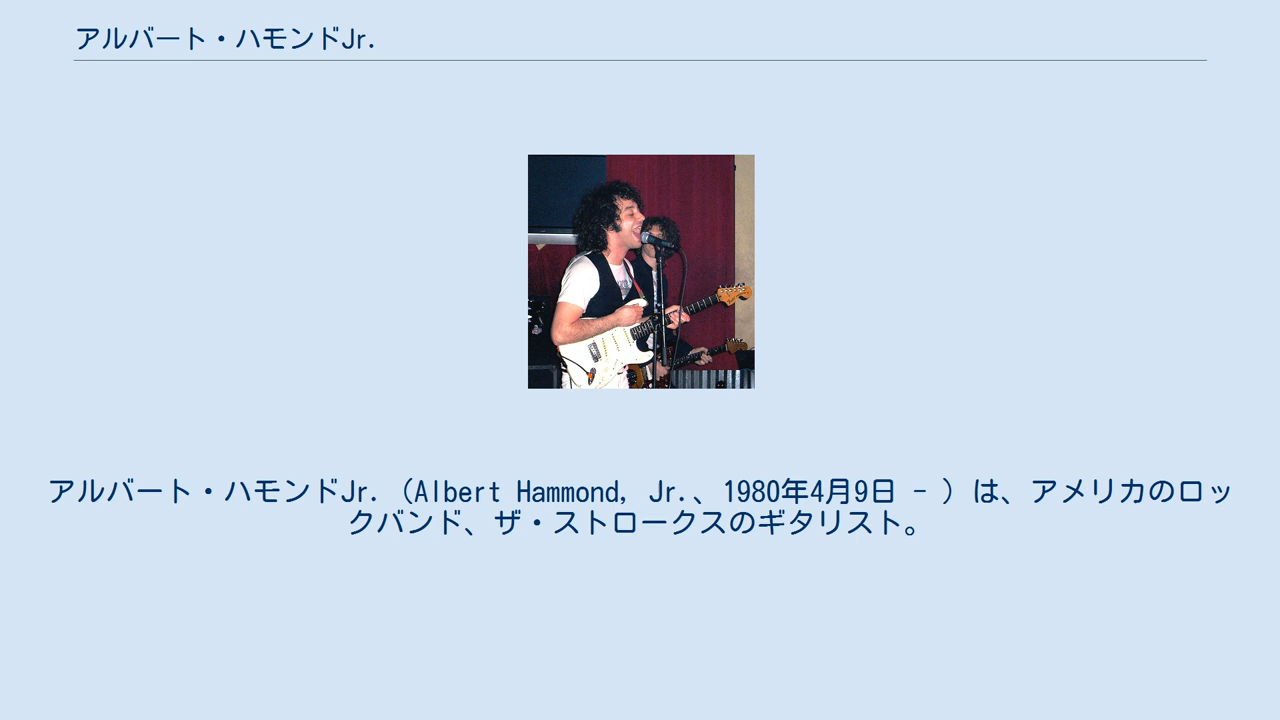 アルバート・ハモンドJr.
アルバート・ハモンドJr.（Albert Hammond, Jr.、1980年4月9日 - ）は、アメリカのロッ
クバンド、ザ・ストロークスのギタリスト。